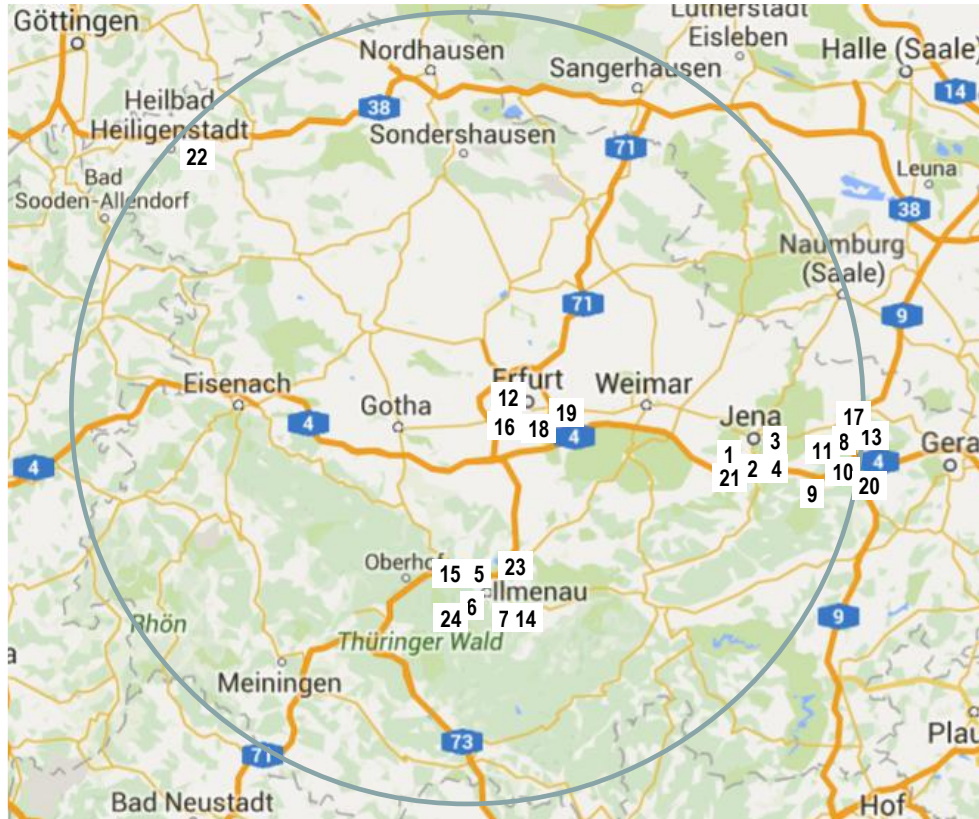 Göttingen
Lutherstadt
Eisleben
Nordhausen
Halle (Saale)
Sangerhausen
14
38
Heilbad
Heiligenstadt
Sondershausen
71
22
Leuna
Bad
Sooden-Allendorf
38
Naumburg
(Saale)
71
9
Eisenach
Erfurt
Weimar
12
Gotha
19
Jena
17
4
16
18
4
3
8
13
11
Gera
1
4
4
2
4
10
21
20
9
Oberhof
15
5
23
Ilmenau
6
24
7
14
9
Rhön
Thüringer Wald
Meiningen
73
71
Plau
Bad Neustadt
Hof